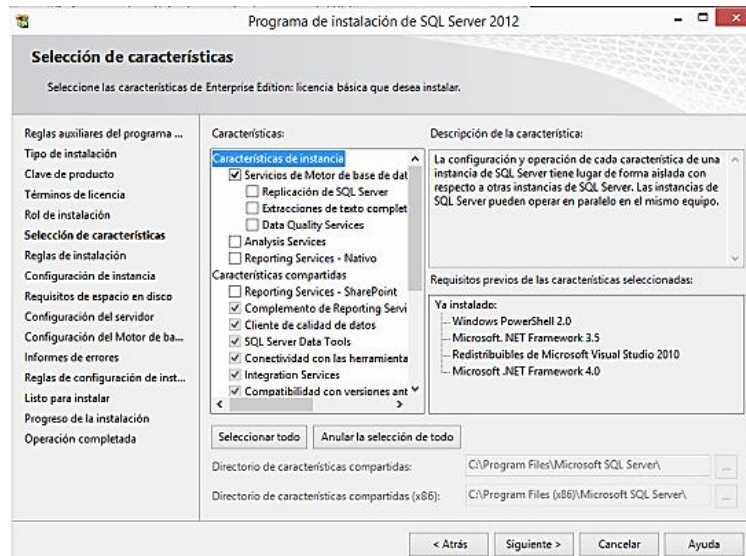 Programa de instalación de SQL Server 2012
Selección de características
Seleccione las características de Enterprise Edition: licencia básica que desea instalar.
Reglas auxiliares del programa ...
Tipo de instalación
Clave de producto
Términos de licencia
Rol de instalación
Selección de características
Reglas de instalación
Configuración de instancia
Requisitos de espacio en disco
Configuración del servidor
Configuración del Motor de ba...
Informes de errores
Reglas de configuración de inst...
Listo para instalar
Progreso de la instalación
Operación completada
Características:
Características de instancia
Servicios de Motor de base de dat
Replicación de SQL Server
Extracciones de texto complet
Data Quality Services
Analysis Services
Reporting Services - Nativo
Características compartidas
Reporting Services - SharePoint
Complemento de Reporting Servi
Cliente de calidad de datos
SQL Server Data Tools
Conectividad con las herramienta
Integration Services
Compatibilidad con versiones ant
Seleccionar todo
Anular la selección de todo
Descripción de la característica:
La configuración y operación de cada característica de una
instancia de SQL Server tiene lugar de forma aislada con
respecto a otras instancias de SQL Server. Las instancias de
SQL Server pueden operar en paralelo en el mismo equipo.
Requisitos previos de las características seleccionadas:
Ya instalado:
Windows PowerShell 2.0
Microsoft. NET Framework 3.5
Redistribuibles de Microsoft Visual Studio 2010
Microsoft .NET Framework 4.0
Directorio de características compartidas:
C:\Program Files\Microsoft SQL Server\
...
Directorio de características compartidas (x86):
C:\Program Files (x86)\Microsoft SQL Server\
...
< Atrás
Siguiente >
Cancelar
Ayuda